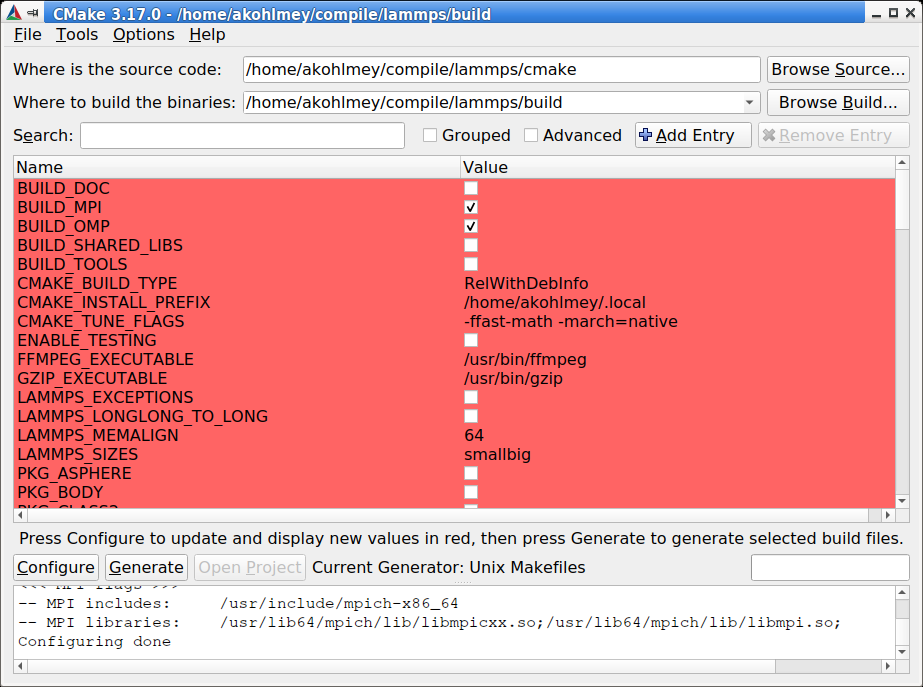 CMake 3.17.0 - /home/akohlmey/compile/lammps/build
File Tools Options Help
Where is the source code: /home/akohlmey/compile/lammps/cmake Browse Source...
Where to build the binaries: /home/akohlmey/compile/lammps/build Browse Build...
Search: Grouped Advanced Add Entry Remove Entry
Name Value
BUILD_DOC
BUILD_MPI
BUILD_OMP
BUILD_SHARED_LIBS
BUILD_TOOLS
CMAKE_BUILD_TYPE RelWithDebInfo
CMAKE_INSTALL_PREFIX /home/akohlmey/.local
CMAKE_TUNE_FLAGS -ffast-math -march=native
ENABLE_TESTING
FFMPEG_EXECUTABLE /usr/bin/ffmpeg
GZIP_EXECUTABLE /usr/bin/gzip
LAMMPS_EXCEPTIONS
LAMMPS_LONGLONG_TO_LONG
LAMMPS_MEMALIGN 64
LAMMPS_SIZES smallbig
PKG_ASPHERE
PKG_BODY
PKG_CLASS2
Press Configure to update and display new values in red, then press Generate to generate selected build files.
Configure Generate Open Project Current Generator: Unix Makefiles
<<< MPI flags >>>
-- MPI includes: /usr/include/mpich-x86_64
-- MPI libraries: /usr/lib64/mpich/lib/libmpicxx.so;/usr/lib64/mpich/lib/libmpi.so;
Configuring done